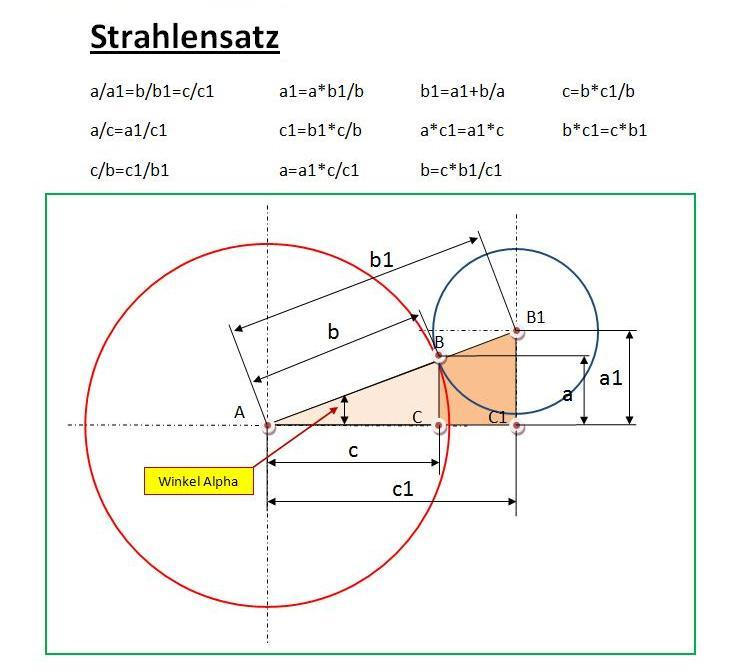 Strahlensatz
a/a1=b/b1=c/c1 a1=a*b1/b b1=a1+b/a c=b*c1/b
a/c=a1/c1 c1=b1*c/b a*c1=a1*c b*c1=c*b1
c/b=c1/b1 a=a1*c/c1 b=c*b1/c1
b1
B1
b
B
a1
a
A
C
C1
c
Winkel Alpha
c1